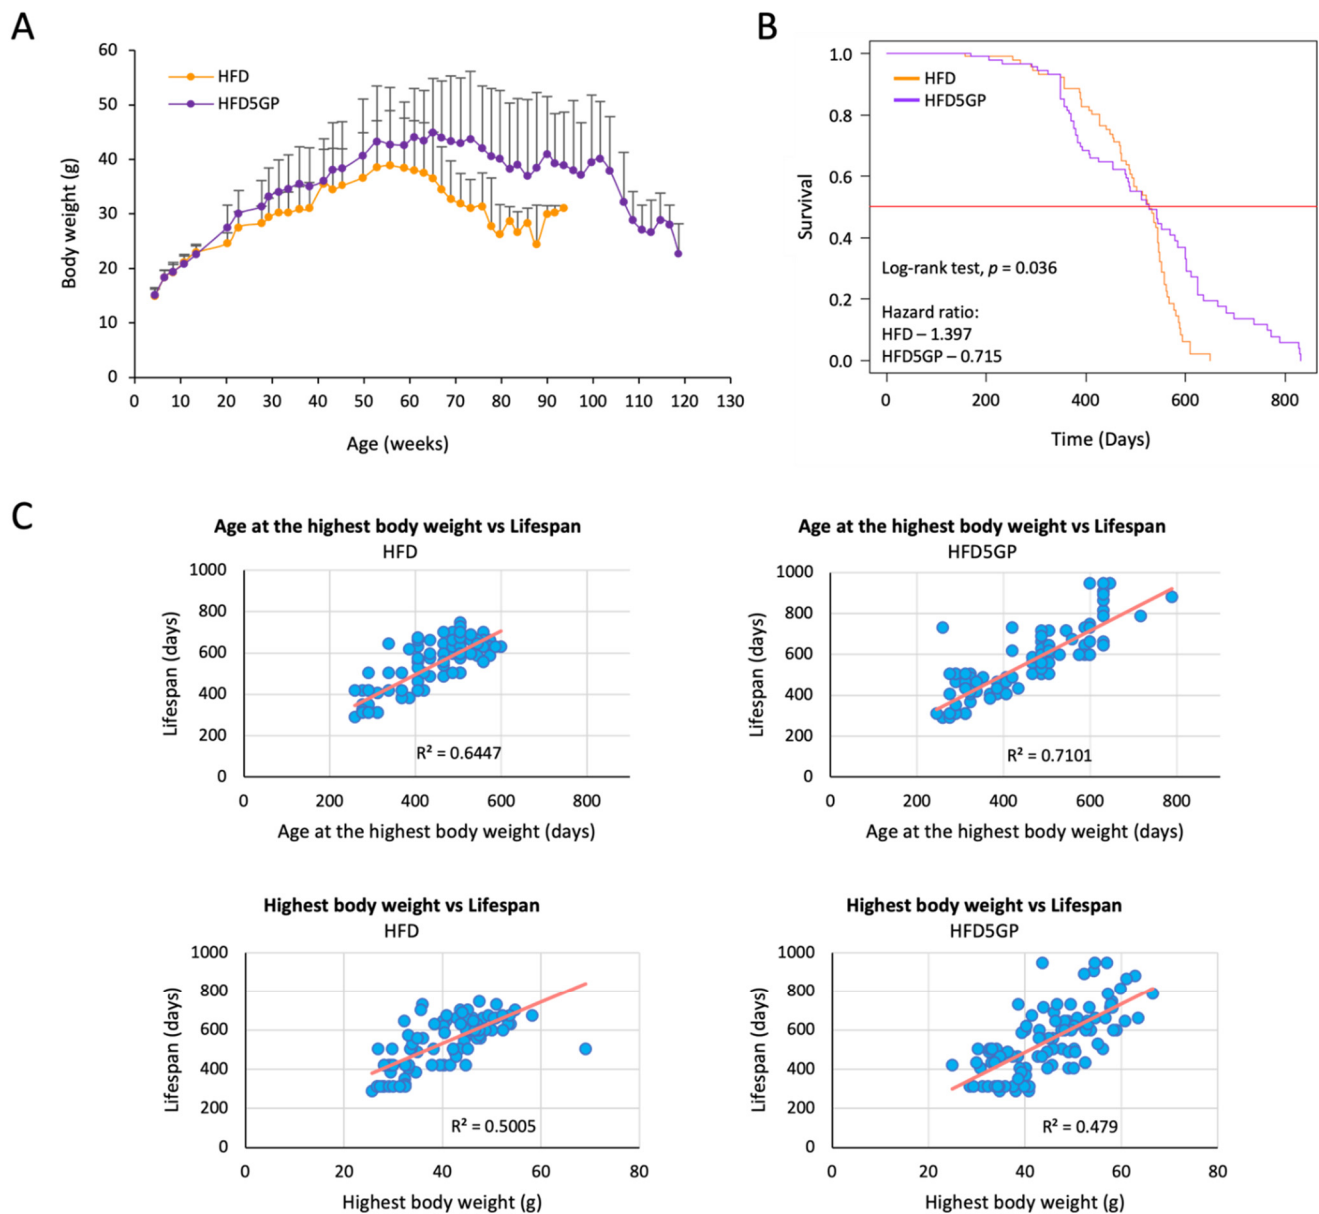 A
60
50
40
30
20
10
0
Body weight (g)
HFD
HFD5GP
0 10 20 30 40 50 60 70 80 90 100 110 120 130
Age (weeks)
B
1.0
0.8
0.6
0.4
0.2
0.0
Survival
HFD
HFD5GP
Log-rank test, p = 0.036
Hazard ratio:
HFD – 1.397
HFD5GP – 0.715
0 200 400 600 800
Time (Days)
C
Age at the highest body weight vs Lifespan
HFD
1000
800
600
400
200
0
Lifespan (days)
R² = 0.6447
0 200 400 600 800
Age at the highest body weight (days)
Age at the highest body weight vs Lifespan
HFD5GP
1000
800
600
400
200
0
Lifespan (days)
R² = 0.7101
0 200 400 600 800
Age at the highest body weight (days)
Highest body weight vs Lifespan
HFD
1000
800
600
400
200
0
Lifespan (days)
R² = 0.5005
0 20 40 60 80
Highest body weight (g)
Highest body weight vs Lifespan
HFD5GP
1000
800
600
400
200
0
Lifespan (days)
R² = 0.479
0 20 40 60 80
Highest body weight (g)